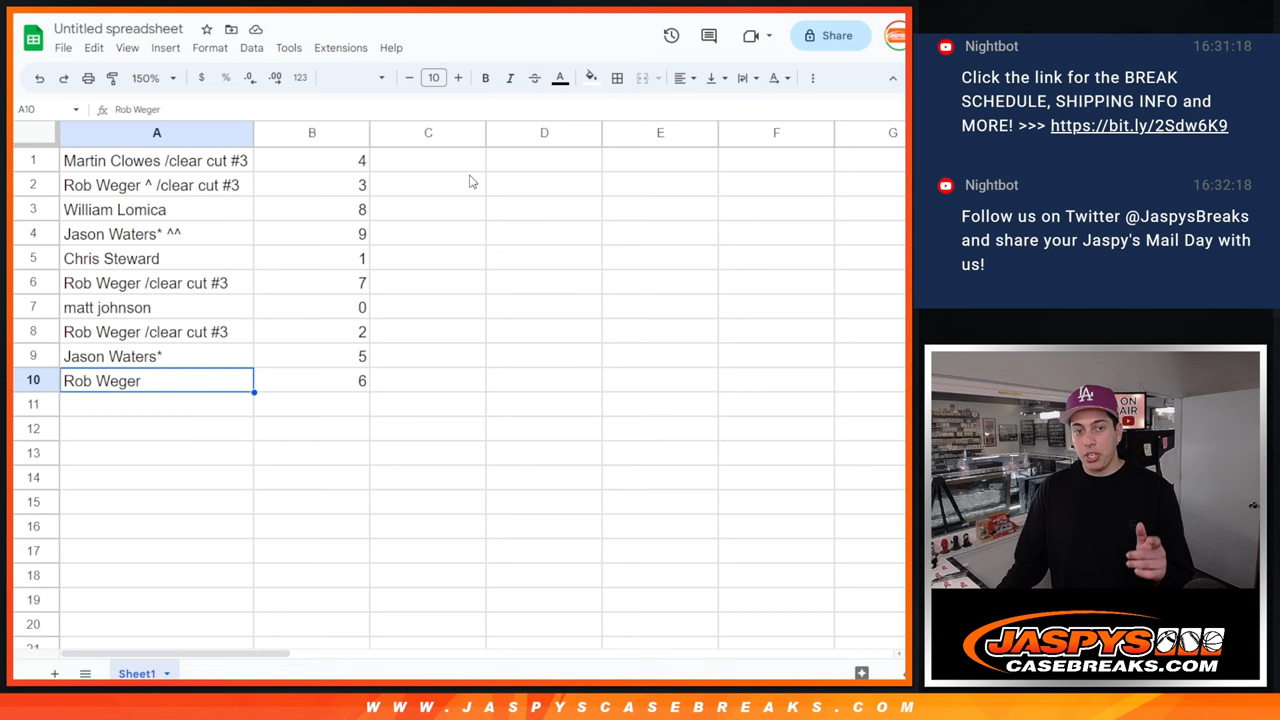 Untitled spreadsheet
File Edit View Insert Format Data Tools Extensions Help
Share
150% $ % .0 .00 123 − 10 + B I S A
A10 fx Rob Weger
A B C D E F G
1 Martin Clowes /clear cut #3 4
2 Rob Weger ^ /clear cut #3 3
3 William Lomica 8
4 Jason Waters* ^^ 9
5 Chris Steward 1
6 Rob Weger /clear cut #3 7
7 matt johnson 0
8 Rob Weger /clear cut #3 2
9 Jason Waters* 5
10 Rob Weger 6
11
12
13
14
15
16
17
18
19
20
21
+ Sheet1
Nightbot 16:31:18
Click the link for the BREAK
SCHEDULE, SHIPPING INFO and
MORE! >>> https://bit.ly/2Sdw6K9
Nightbot 16:32:18
Follow us on Twitter @JaspysBreaks
and share your Jaspy's Mail Day with
us!
LA
ON
AIR
JASPYS
CASEBREAKS.COM
WWW.JASPYSCASEBREAKS.COM